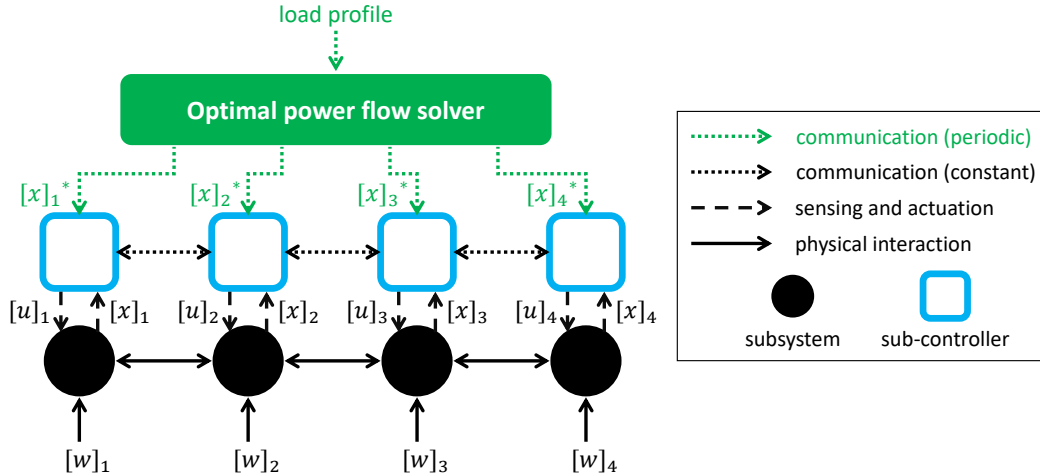 load profile
Optimal power flow solver
[x]₁* [x]₂* [x]₃* [x]₄*
[u]₁ [x]₁ [u]₂ [x]₂ [u]₃ [x]₃ [u]₄ [x]₄
[w]₁ [w]₂ [w]₃ [w]₄
communication (periodic)
communication (constant)
sensing and actuation
physical interaction
subsystem sub-controller